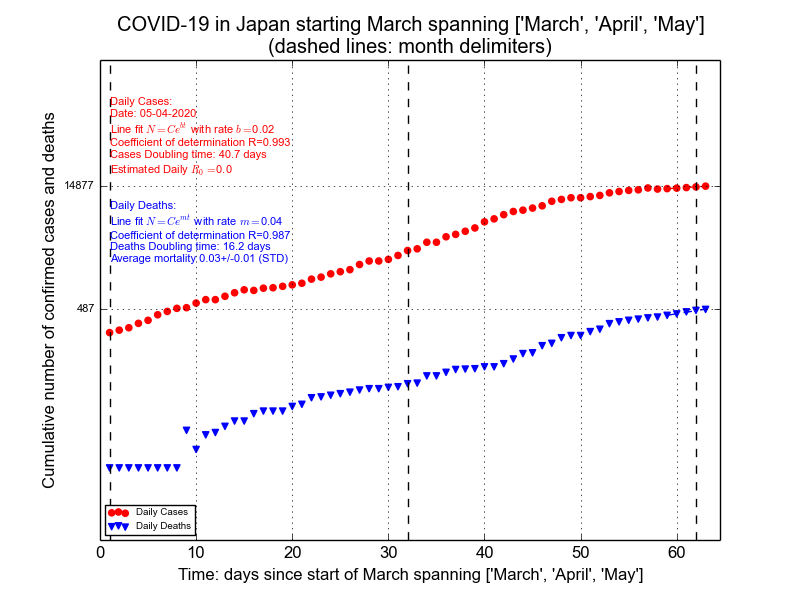 COVID-19 in Japan starting March spanning ['March', 'April', 'May']
(dashed lines: month delimiters)
Cumulative number of confirmed cases and deaths
14877
487
Daily Cases:
Date: 05-04-2020
Line fit N=Ce^{bt} with rate b=0.02
Coefficient of determination R=0.993
Cases Doubling time: 40.7 days
Estimated Daily R_0=0.0
Daily Deaths:
Line fit N=Ce^{mt} with rate m=0.04
Coefficient of determination R=0.987
Deaths Doubling time: 16.2 days
Average mortality:0.03+/-0.01 (STD)
Daily Cases
Daily Deaths
0 10 20 30 40 50 60
Time: days since start of March spanning ['March', 'April', 'May']